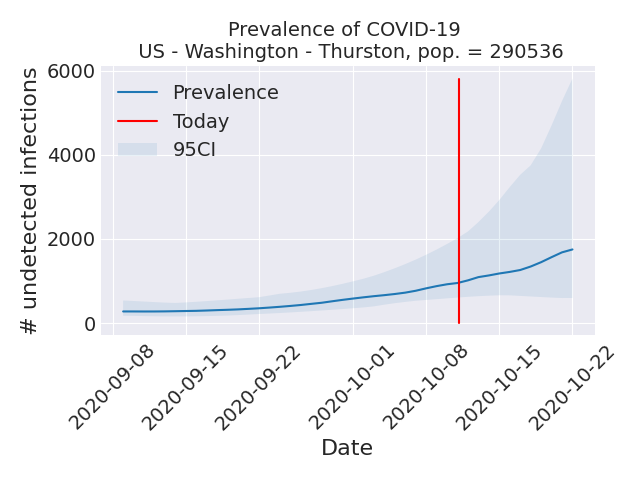 Prevalence of COVID-19
US - Washington - Thurston, pop. = 290536
# undetected infections
6000
4000
2000
0
Prevalence
Today
95CI
2020-09-08
2020-09-15
2020-09-22
2020-10-01
2020-10-08
2020-10-15
2020-10-22
Date